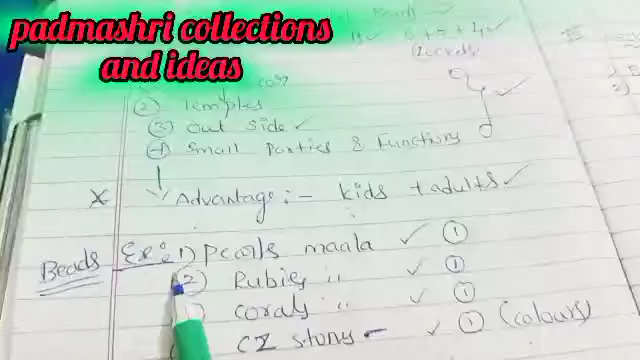 padmashri collections
and ideas
Beads
② Temples
③ Out side ✓
④ Small Parties & Functions
Advantage :- kids + adults ✓
Beads Ex:- 1) Pearls maala ✓ ①
② Rubies ,, ✓ ①
Corals ,, ✓ ①
CZ stones - ✓ ① (colours)